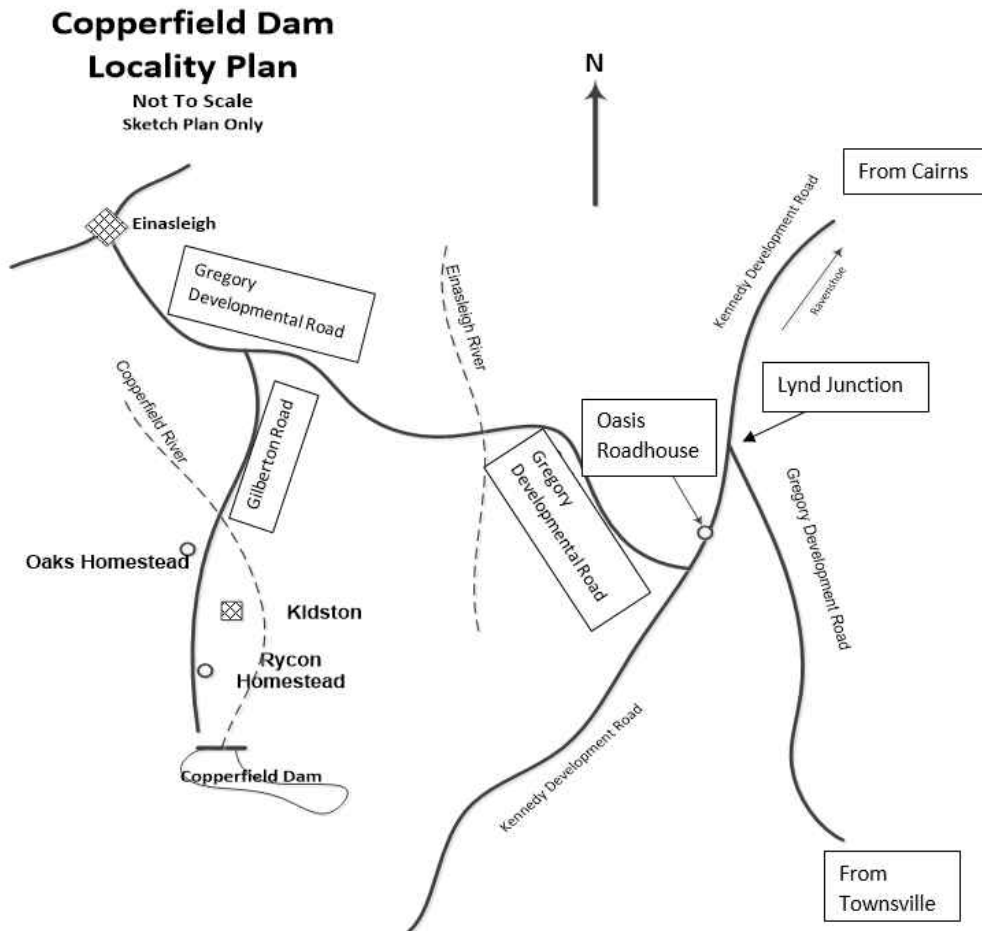 Copperfield Dam
Locality Plan
Not To Scale
Sketch Plan Only
N
From Cairns
Kennedy Development Road
Ravenshoe
Einasleigh
Gregory
Developmental Road
Einasleigh River
Lynd Junction
Copperfield River
Gilberton Road
Oasis
Roadhouse
Gregory
Developmental Road
Gregory Development Road
Oaks Homestead
Kidston
Rycon
Homestead
Kennedy Development Road
Copperfield Dam
From
Townsville